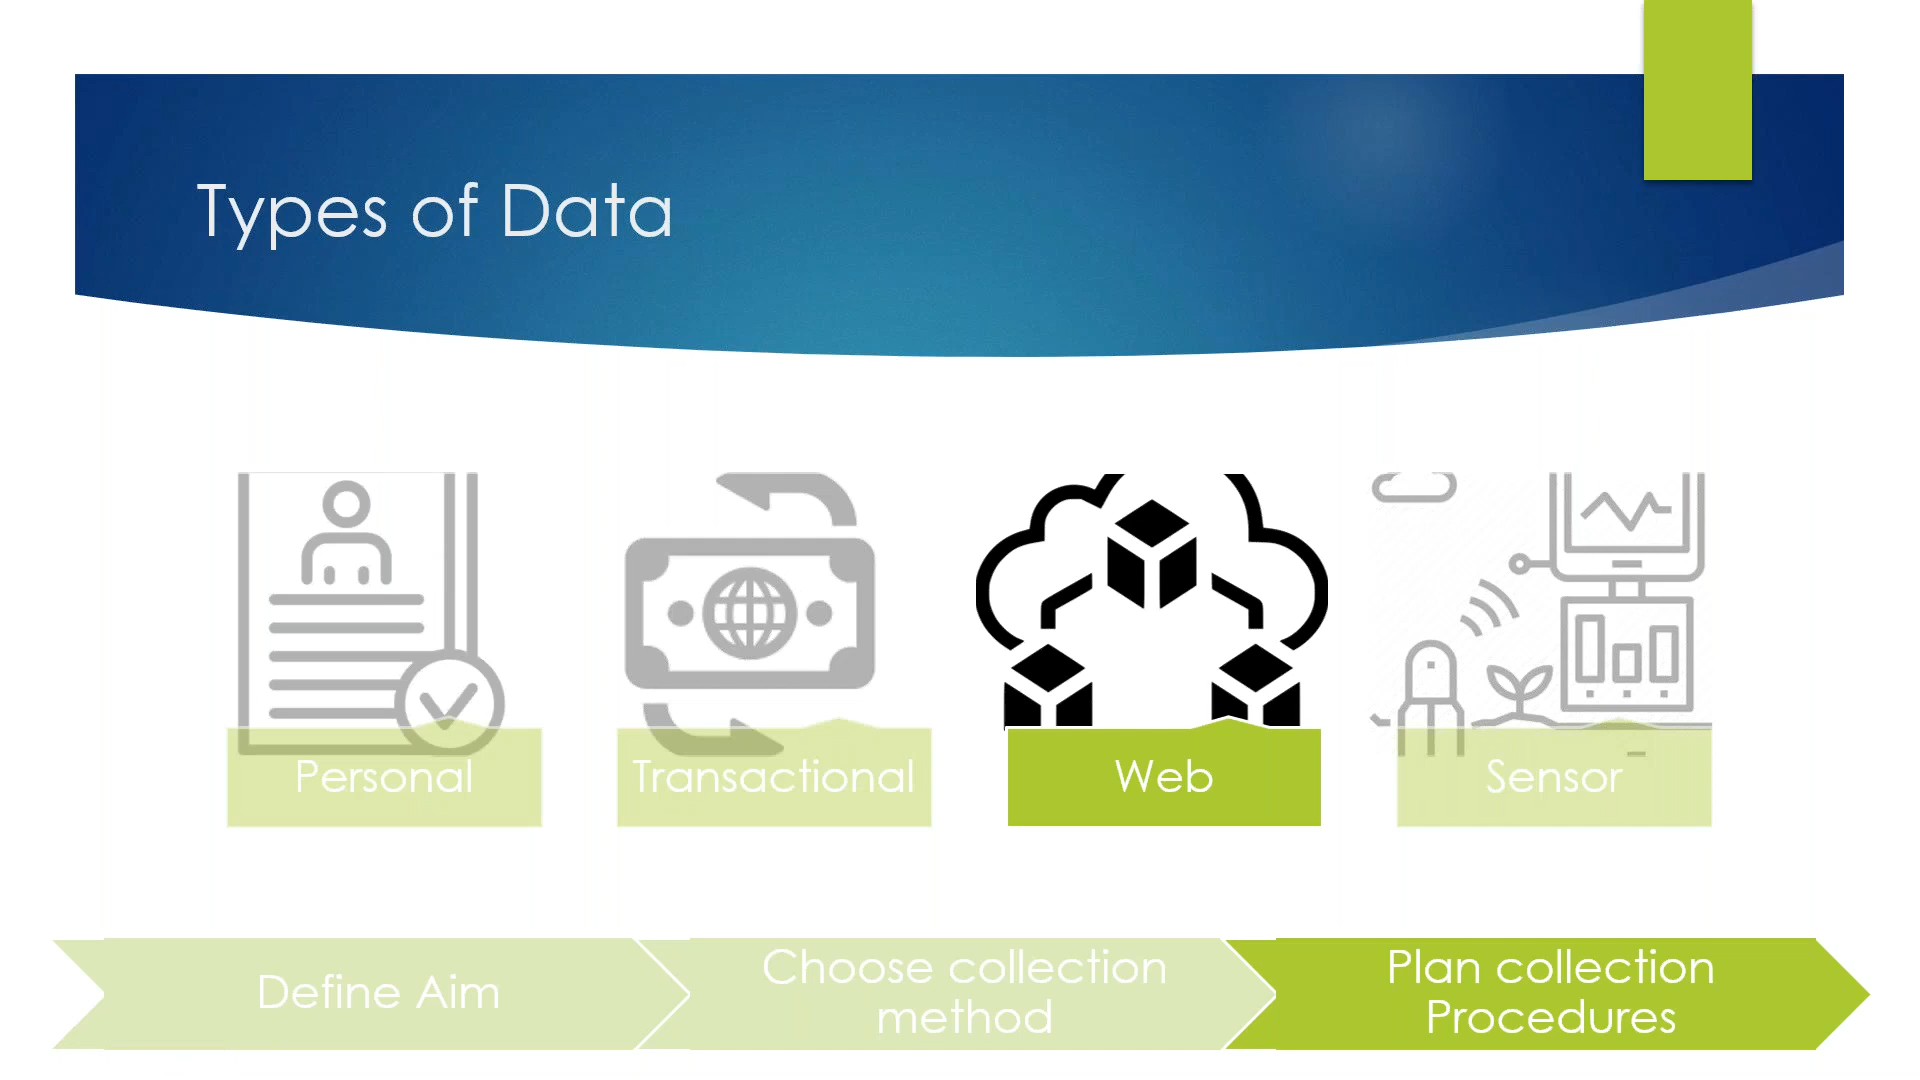 Types of Data
Personal
Transactional
Web
Sensor
Define Aim
Choose collection
method
Plan collection
Procedures